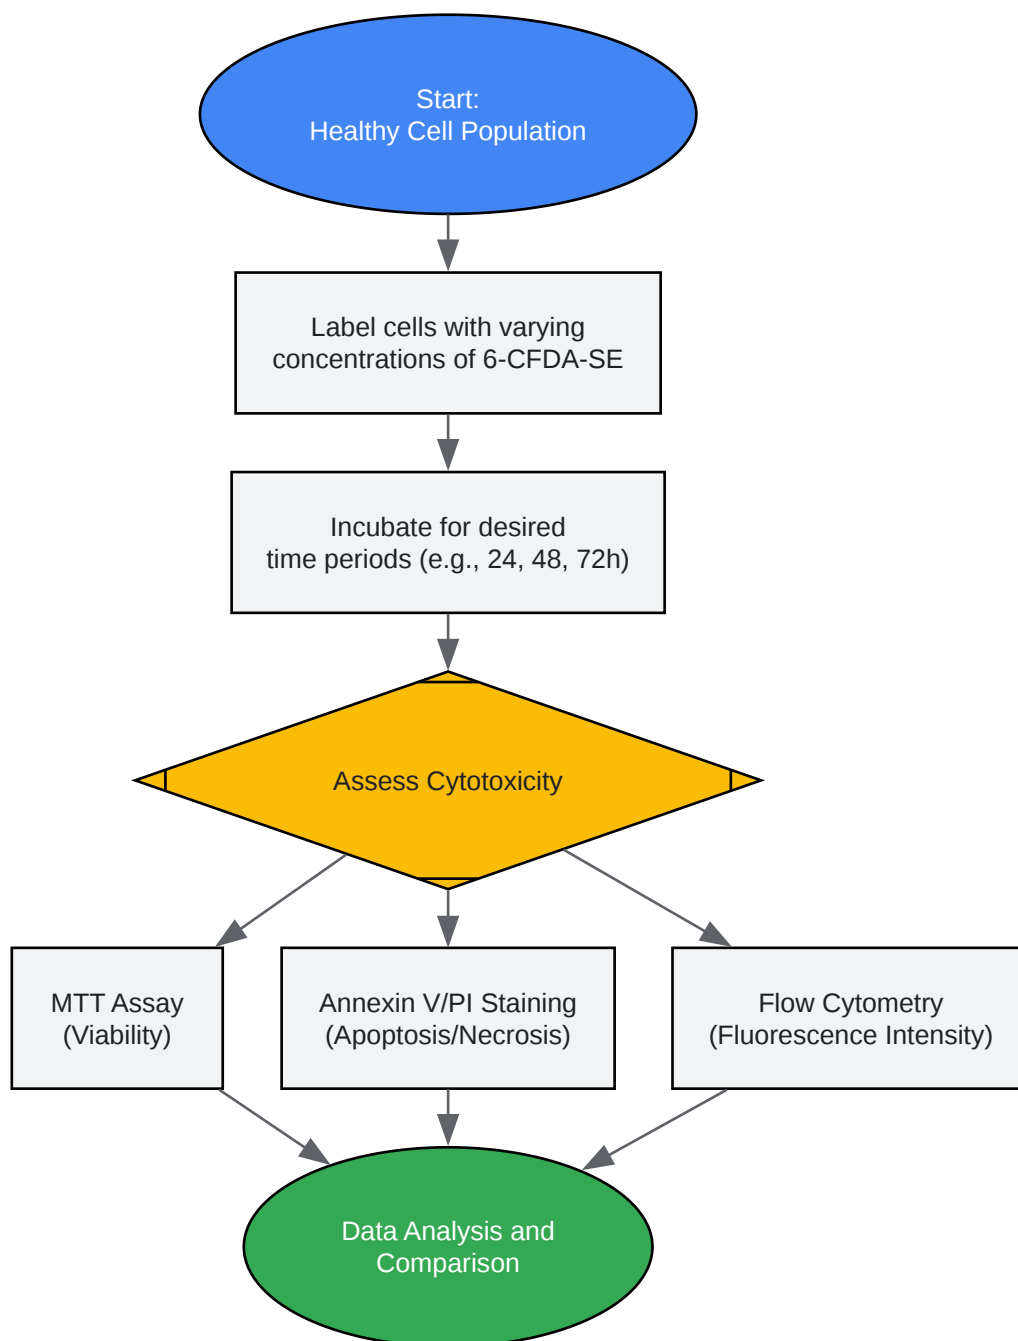 Start:
Healthy Cell Population
Label cells with varying
concentrations of 6-CFDA-SE
Incubate for desired
time periods (e.g., 24, 48, 72h)
Assess Cytotoxicity
MTT Assay
(Viability)
Annexin V/PI Staining
(Apoptosis/Necrosis)
Flow Cytometry
(Fluorescence Intensity)
Data Analysis and
Comparison